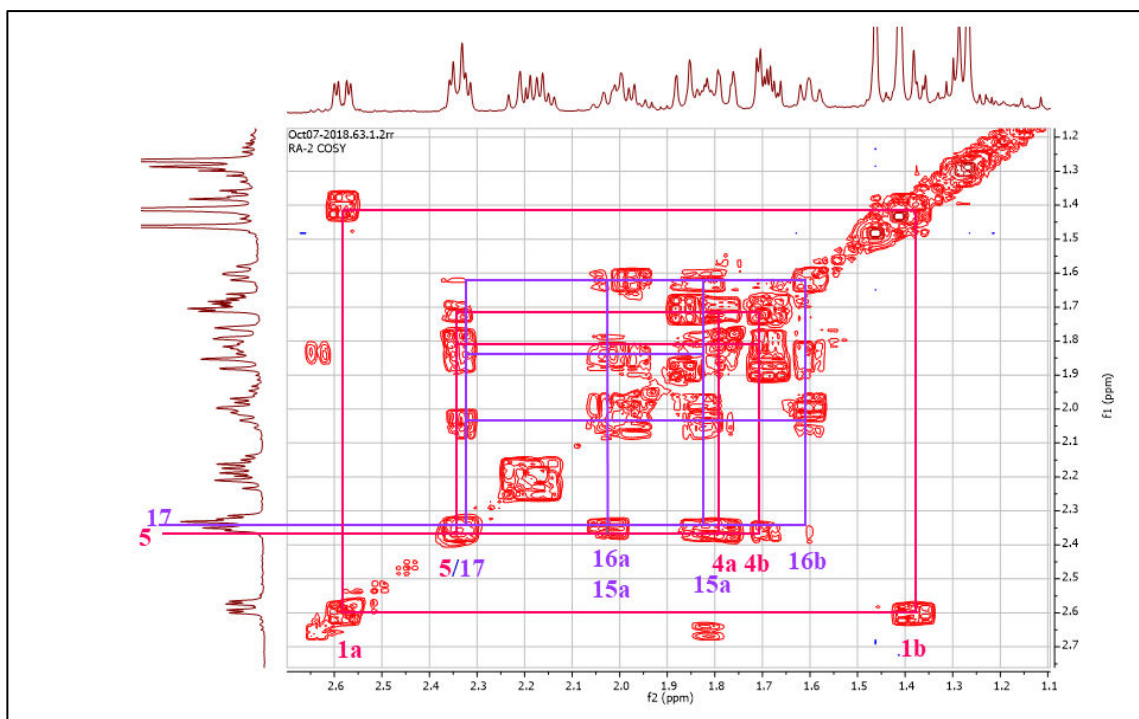 Oct07-2018.63.1.2rr
RA-2 COSY
1.2
1.3
1.4
1.5
1.6
1.7
1.8
1.9
2.0
2.1
2.2
2.3
2.4
2.5
2.6
2.7
f1 (ppm)
17
5
5/17
16a
15a
4a 4b
15a
16b
1a
1b
2.6 2.5 2.4 2.3 2.2 2.1 2.0 1.9 1.8 1.7 1.6 1.5 1.4 1.3 1.2 1.1
f2 (ppm)